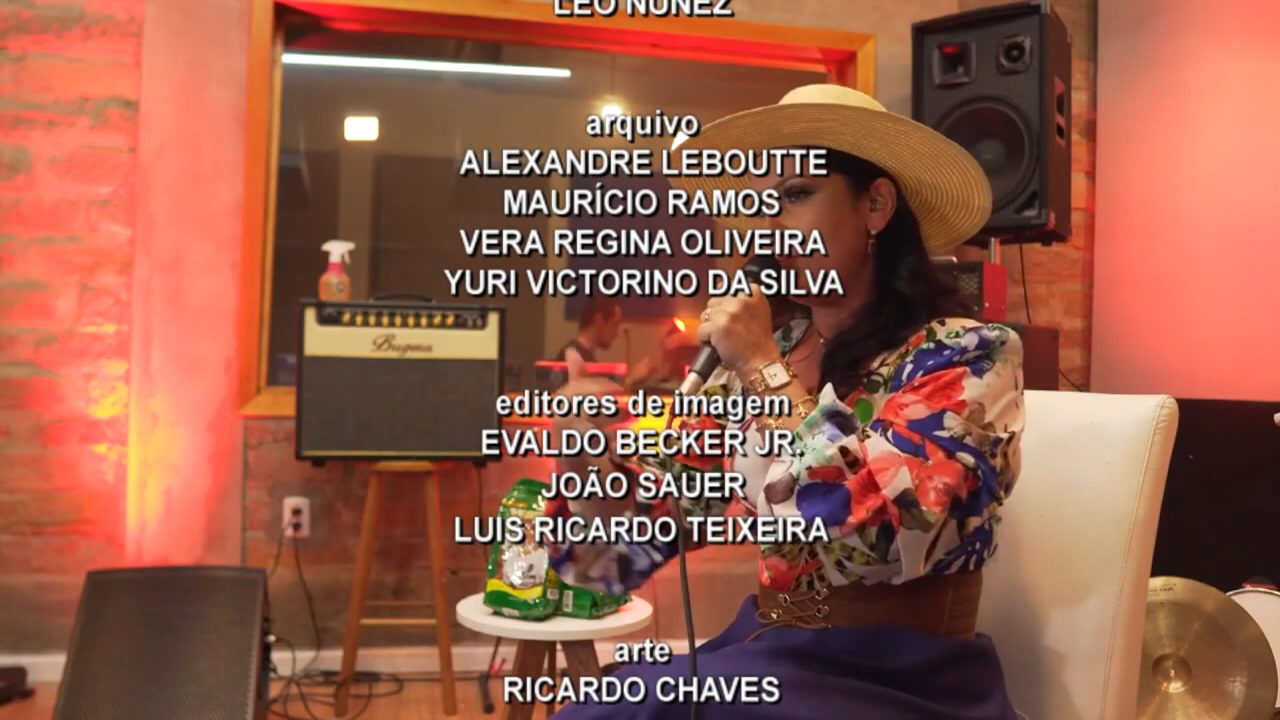 LEO NUNEZ
arquivo
ALEXANDRE LEBOUTTE
MAURÍCIO RAMOS
VERA REGINA OLIVEIRA
YURI VICTORINO DA SILVA
Bugera
editores de imagem
EVALDO BECKER JR.
JOÃO SAUER
LUIS RICARDO TEIXEIRA
arte
RICARDO CHAVES